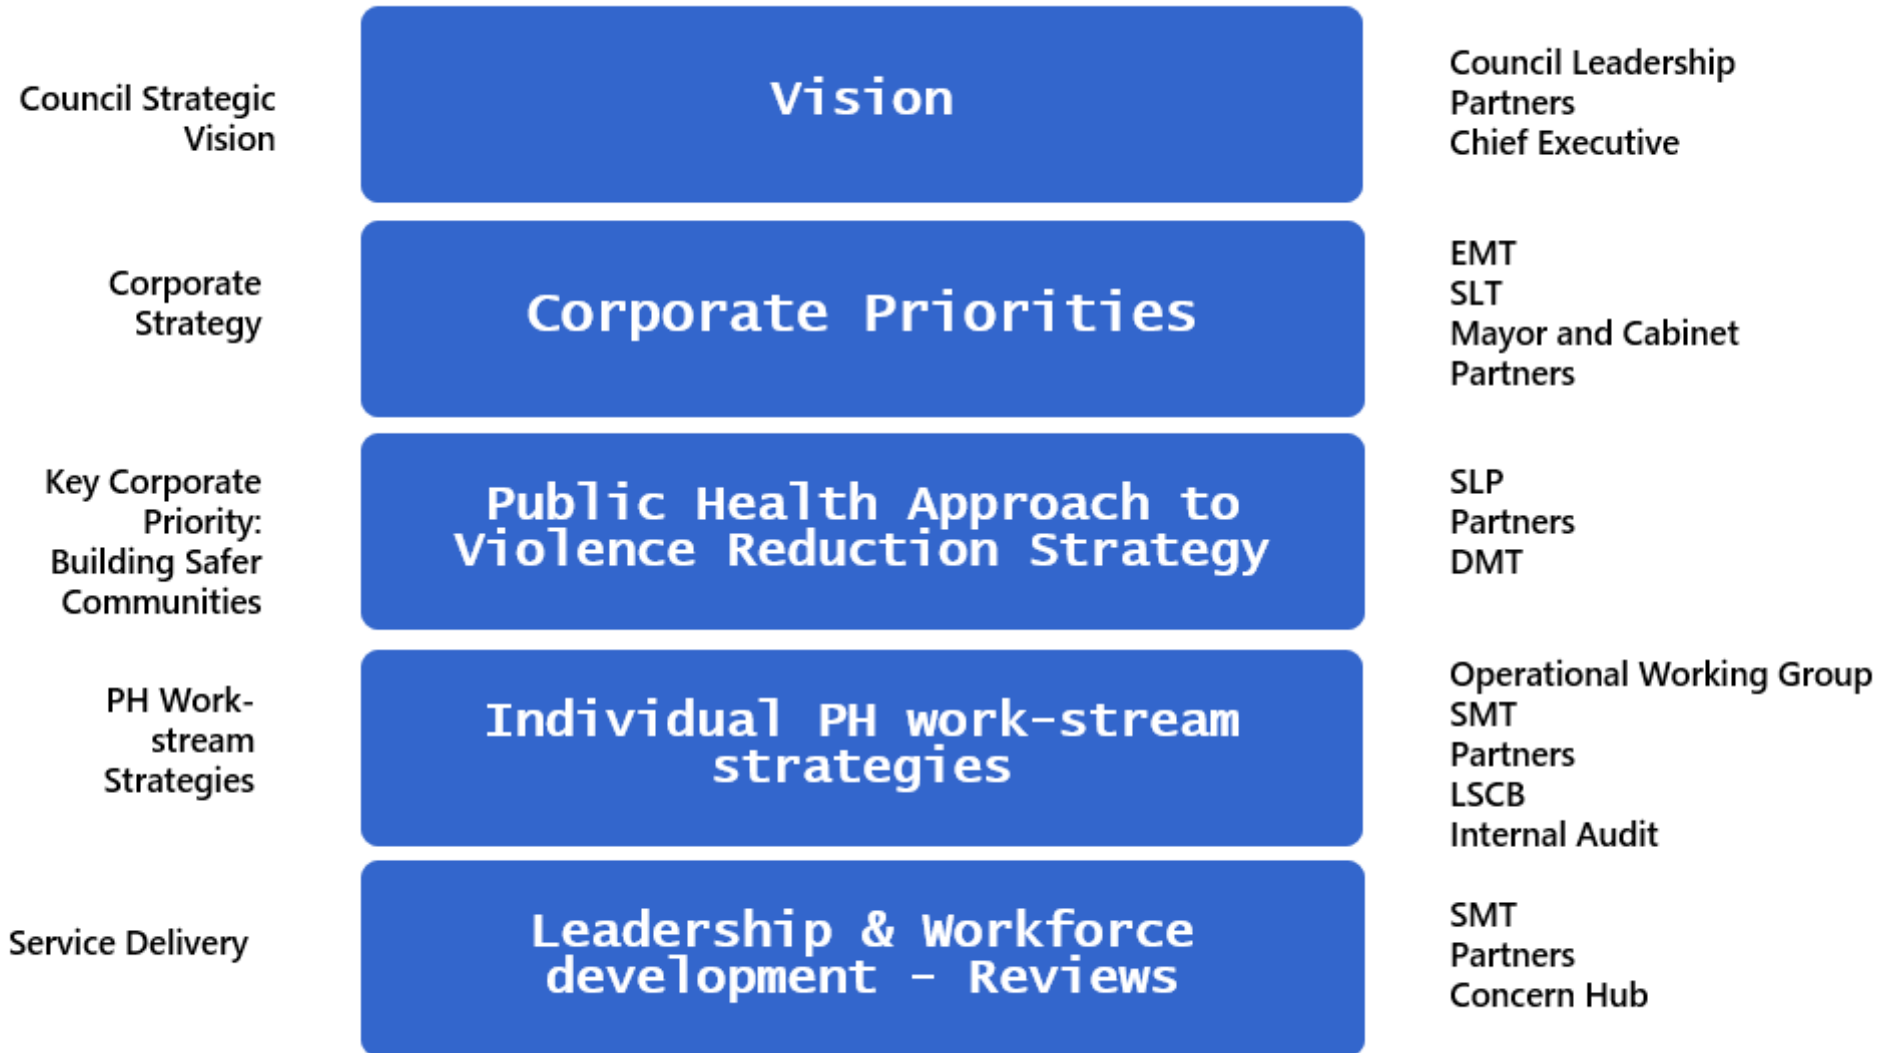 Council Strategic
Vision
Vision
Council Leadership
Partners
Chief Executive
Corporate
Strategy
Corporate Priorities
EMT
SLT
Mayor and Cabinet
Partners
Key Corporate
Priority:
Building Safer
Communities
Public Health Approach to
Violence Reduction Strategy
SLP
Partners
DMT
PH Work-
stream
Strategies
Individual PH work-stream
strategies
Operational Working Group
SMT
Partners
LSCB
Internal Audit
Service Delivery
Leadership & Workforce
development - Reviews
SMT
Partners
Concern Hub